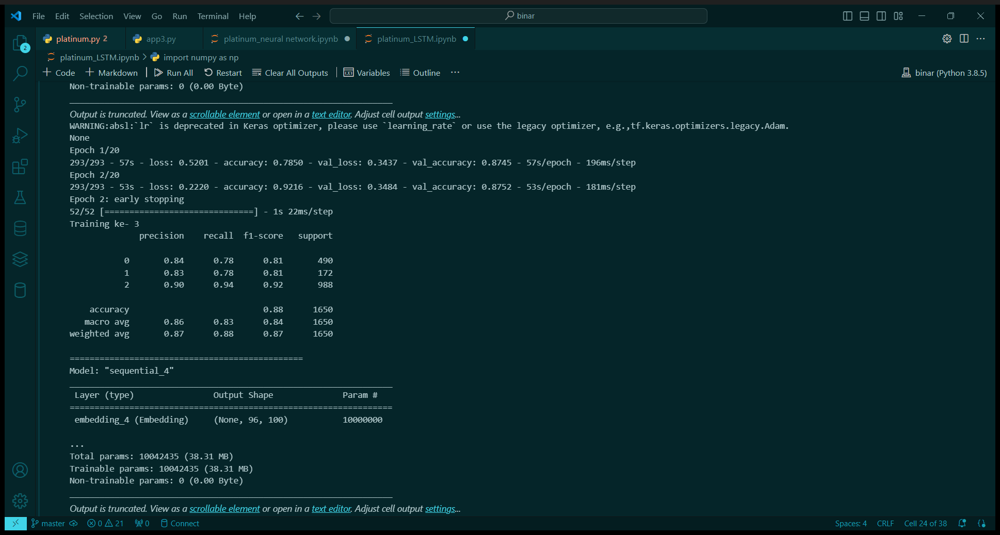 File Edit Selection View Go Run Terminal Help binar
2
platinum.py 2 app3.py platinum_neural network.ipynb platinum_LSTM.ipynb
platinum_LSTM.ipynb > import numpy as np
+ Code + Markdown Run All Restart Clear All Outputs Variables Outline ... binar (Python 3.8.5)
Non-trainable params: 0 (0.00 Byte)
_________________________________________________________________
Output is truncated. View as a scrollable element or open in a text editor. Adjust cell output settings...
WARNING:absl:`lr` is deprecated in Keras optimizer, please use `learning_rate` or use the legacy optimizer, e.g.,tf.keras.optimizers.legacy.Adam.
None
Epoch 1/20
293/293 - 57s - loss: 0.5201 - accuracy: 0.7850 - val_loss: 0.3437 - val_accuracy: 0.8745 - 57s/epoch - 196ms/step
Epoch 2/20
293/293 - 53s - loss: 0.2220 - accuracy: 0.9216 - val_loss: 0.3484 - val_accuracy: 0.8752 - 53s/epoch - 181ms/step
Epoch 2: early stopping
52/52 [==============================] - 1s 22ms/step
Training ke- 3
precision recall f1-score support
0 0.84 0.78 0.81 490
1 0.83 0.78 0.81 172
2 0.90 0.94 0.92 988
accuracy 0.88 1650
macro avg 0.86 0.83 0.84 1650
weighted avg 0.87 0.88 0.87 1650
===============================================
Model: "sequential_4"
_________________________________________________________________
Layer (type) Output Shape Param #
=================================================================
embedding_4 (Embedding) (None, 96, 100) 10000000
...
Total params: 10042435 (38.31 MB)
Trainable params: 10042435 (38.31 MB)
Non-trainable params: 0 (0.00 Byte)
_________________________________________________________________
Output is truncated. View as a scrollable element or open in a text editor. Adjust cell output settings...
master 0 21 0 Connect Spaces: 4 CRLF Cell 24 of 38